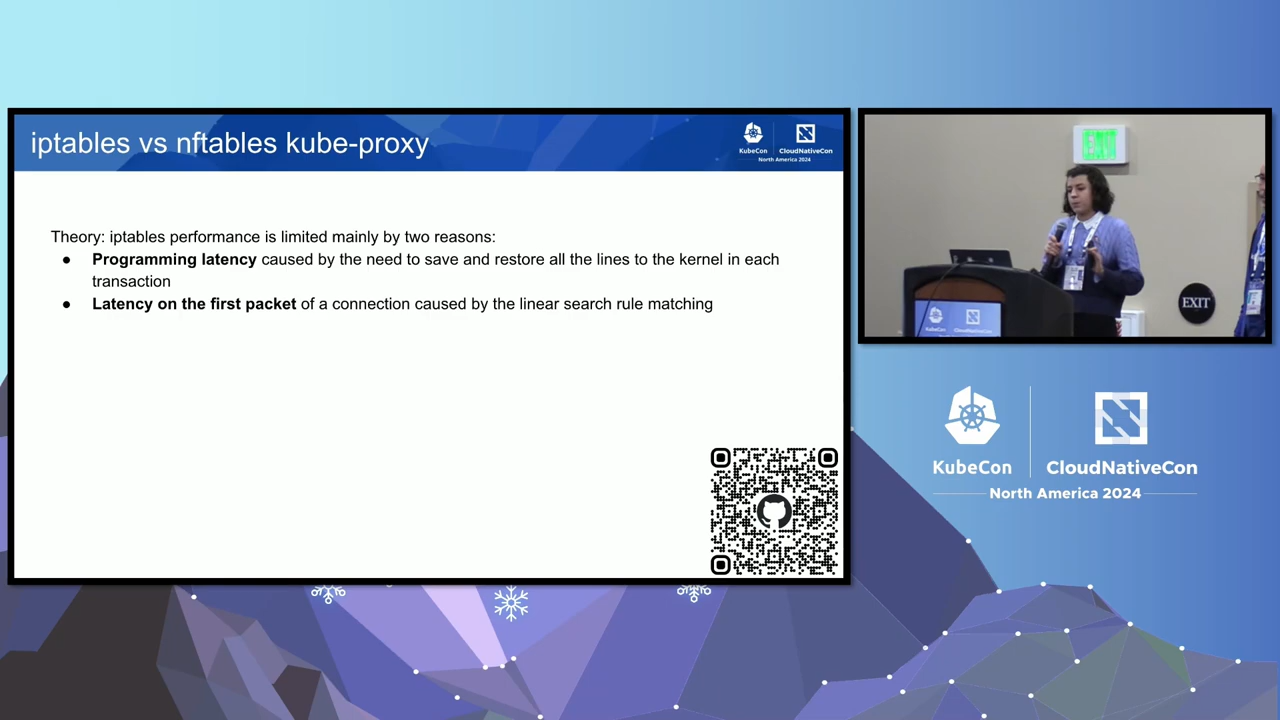 iptables vs nftables kube-proxy
KubeCon
CloudNativeCon
North America 2024
Theory: iptables performance is limited mainly by two reasons:
● Programming latency caused by the need to save and restore all the lines to the kernel in each
transaction
● Latency on the first packet of a connection caused by the linear search rule matching
EXIT
EXIT
KubeCon
CloudNativeCon
KubeCon
CloudNativeCon
North America 2024